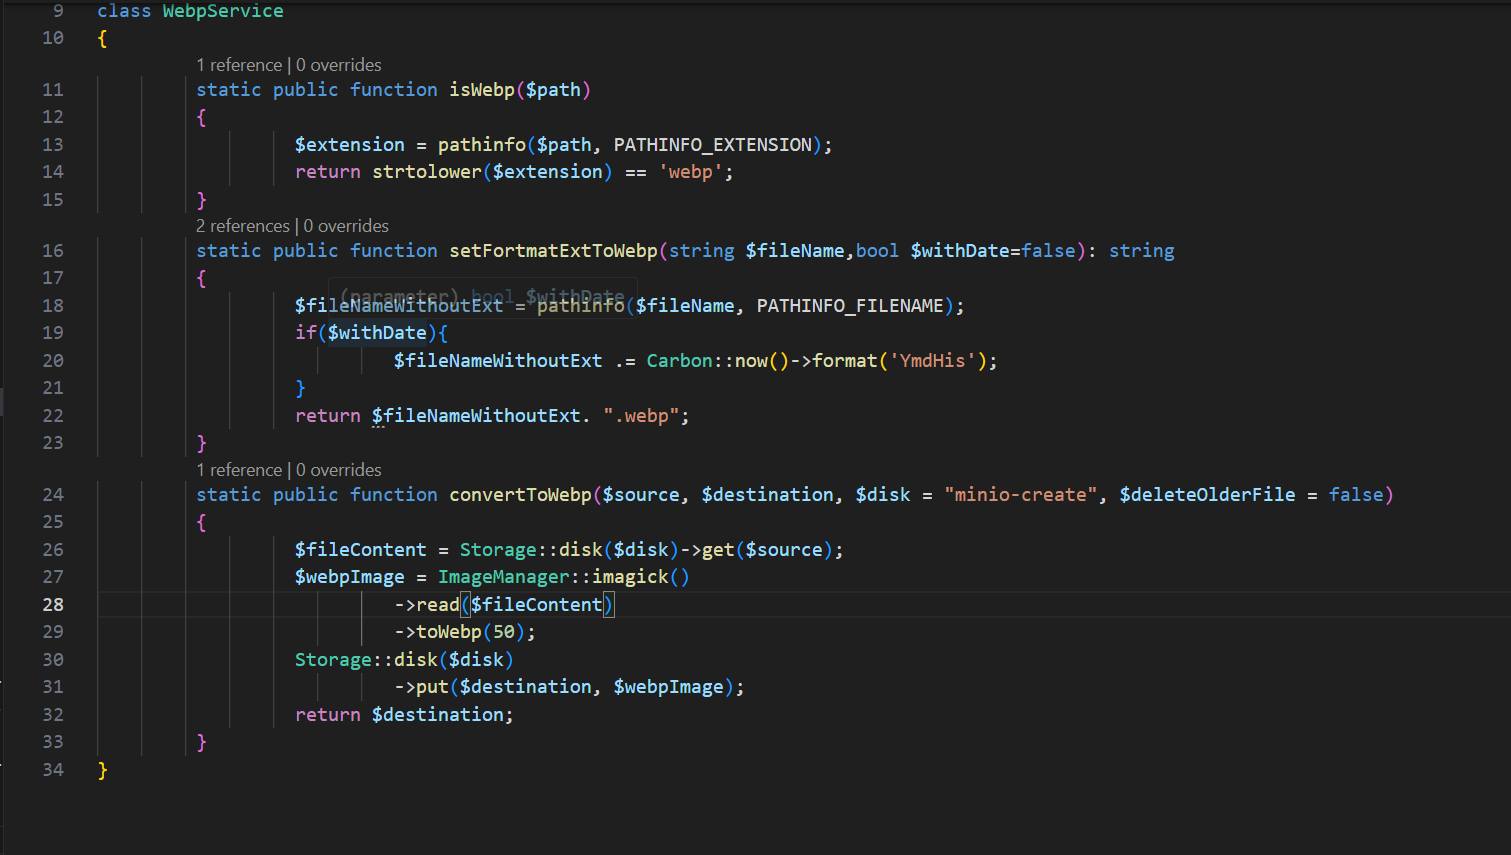 9 class WebpService
10 {
1 reference | 0 overrides
11 static public function isWebp($path)
12 {
13 $extension = pathinfo($path, PATHINFO_EXTENSION);
14 return strtolower($extension) == 'webp';
15 }
2 references | 0 overrides
16 static public function setFortmatExtToWebp(string $fileName,bool $withDate=false): string
17 {
(parameter) bool $withDate
18 $fileNameWithoutExt = pathinfo($fileName, PATHINFO_FILENAME);
19 if($withDate){
20 $fileNameWithoutExt .= Carbon::now()->format('YmdHis');
21 }
22 return $fileNameWithoutExt. ".webp";
23 }
1 reference | 0 overrides
24 static public function convertToWebp($source, $destination, $disk = "minio-create", $deleteOlderFile = false)
25 {
26 $fileContent = Storage::disk($disk)->get($source);
27 $webpImage = ImageManager::imagick()
28 ->read($fileContent)
29 ->toWebp(50);
30 Storage::disk($disk)
31 ->put($destination, $webpImage);
32 return $destination;
33 }
34 }